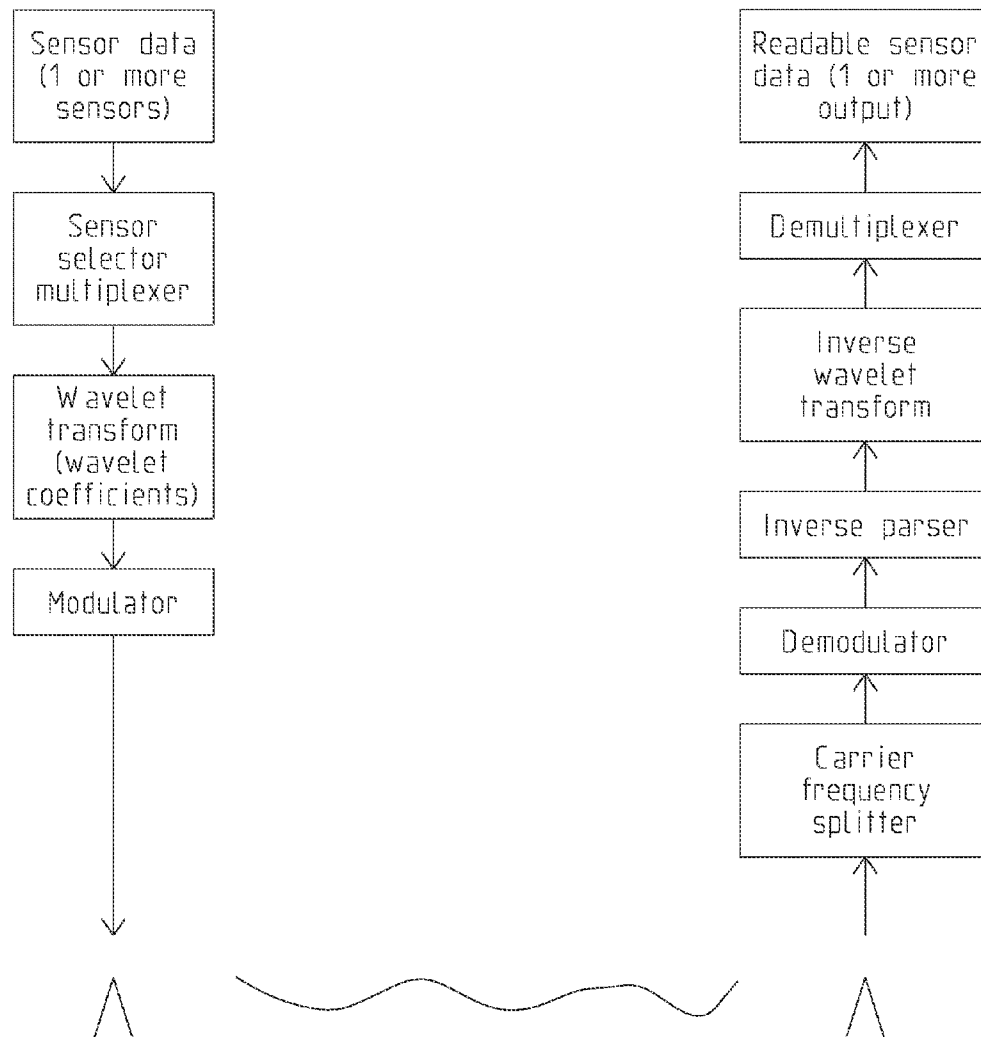 Sensor data
(1 or more
sensors)
Sensor
selector
multiplexer
Wavelet
transform
(wavelet
coefficients)
Modulator
Readable sensor
data (1 or more
output)
Demultiplexer
Inverse
wavelet
transform
Inverse parser
Demodulator
Carrier
frequency
splitter